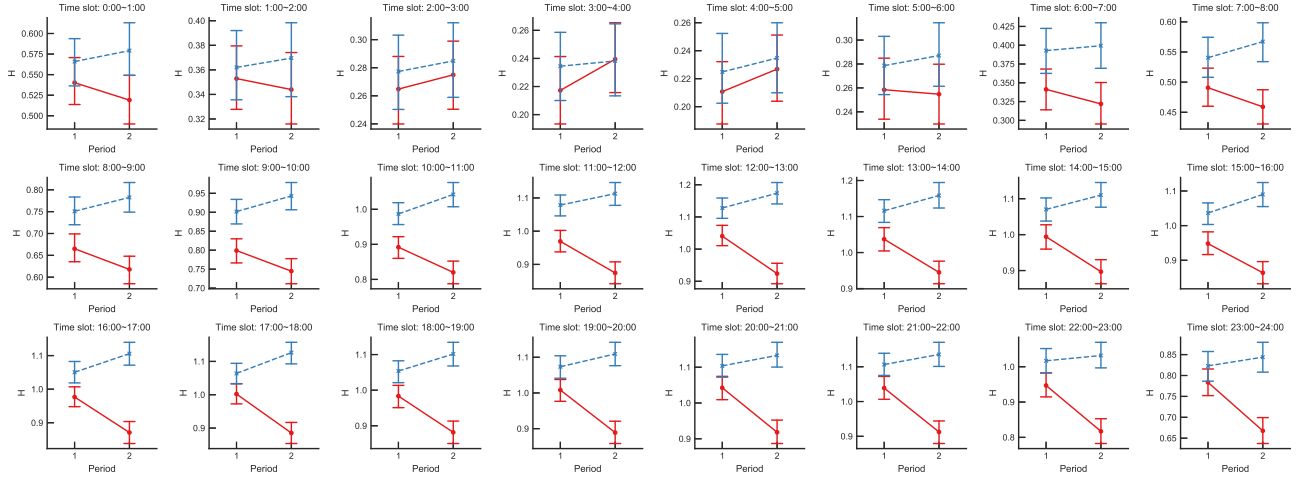 Time slot: 0:00~1:00
0.600
0.575
0.550
0.525
0.500
H
1
2
Period
Time slot: 1:00~2:00
0.40
0.38
0.36
0.34
0.32
H
1
2
Period
Time slot: 2:00~3:00
0.30
0.28
0.26
0.24
H
1
2
Period
Time slot: 3:00~4:00
0.26
0.24
0.22
0.20
H
1
2
Period
Time slot: 4:00~5:00
0.26
0.24
0.22
0.20
H
1
2
Period
Time slot: 5:00~6:00
0.30
0.28
0.26
0.24
H
1
2
Period
Time slot: 6:00~7:00
0.425
0.400
0.375
0.350
0.325
0.300
H
1
2
Period
Time slot: 7:00~8:00
0.60
0.55
0.50
0.45
H
1
2
Period
Time slot: 8:00~9:00
0.80
0.75
0.70
0.65
0.60
H
1
2
Period
Time slot: 9:00~10:00
0.95
0.90
0.85
0.80
0.75
0.70
H
1
2
Period
Time slot: 10:00~11:00
1.0
0.9
0.8
H
1
2
Period
Time slot: 11:00~12:00
1.1
1.0
0.9
H
1
2
Period
Time slot: 12:00~13:00
1.2
1.1
1.0
0.9
H
1
2
Period
Time slot: 13:00~14:00
1.2
1.1
1.0
0.9
H
1
2
Period
Time slot: 14:00~15:00
1.1
1.0
0.9
H
1
2
Period
Time slot: 15:00~16:00
1.1
1.0
0.9
H
1
2
Period
Time slot: 16:00~17:00
1.1
1.0
0.9
H
1
2
Period
Time slot: 17:00~18:00
1.1
1.0
0.9
H
1
2
Period
Time slot: 18:00~19:00
1.1
1.0
0.9
H
1
2
Period
Time slot: 19:00~20:00
1.1
1.0
0.9
H
1
2
Period
Time slot: 20:00~21:00
1.1
1.0
0.9
H
1
2
Period
Time slot: 21:00~22:00
1.1
1.0
0.9
H
1
2
Period
Time slot: 22:00~23:00
1.0
0.9
0.8
H
1
2
Period
Time slot: 23:00~24:00
0.85
0.80
0.75
0.70
0.65
H
1
2
Period